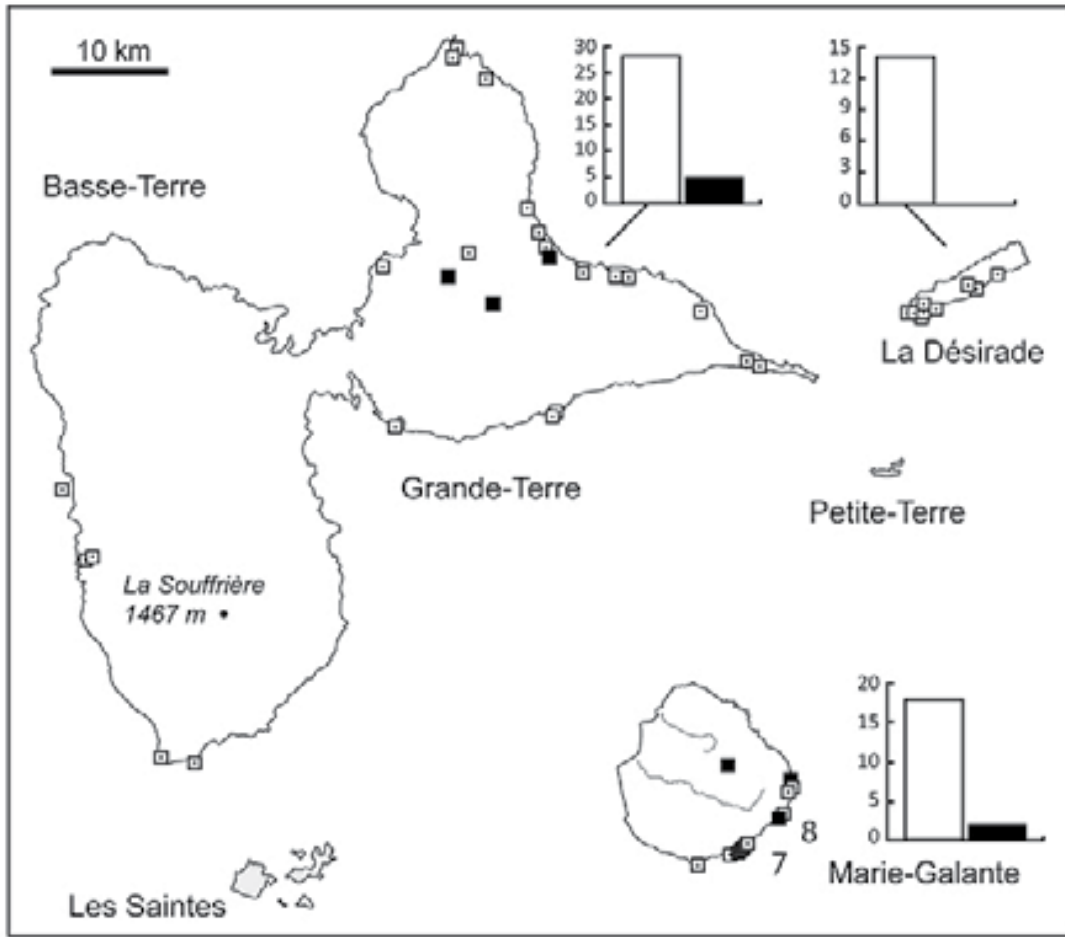 10 km
30
25
20
15
10
5
0
15
12
9
6
3
0
Basse-Terre
La Désirade
Grande-Terre
Petite-Terre
La Souffrière
1467 m
20
15
10
5
0
8
7
Marie-Galante
Les Saintes